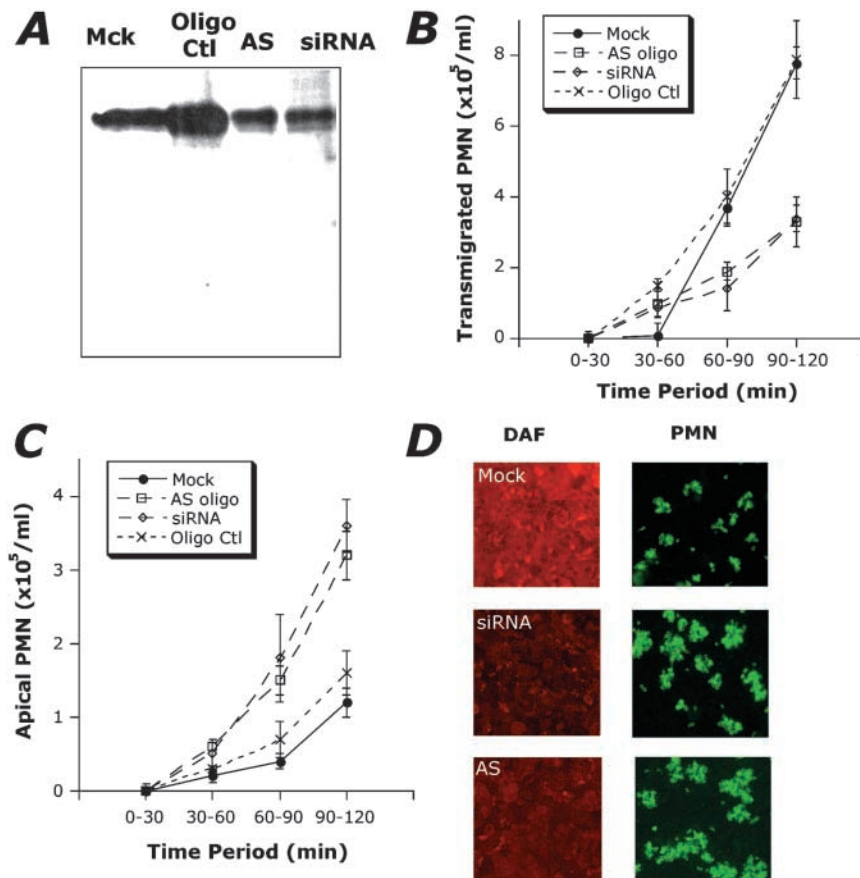 A
Mck
Oligo
Ctl
AS
siRNA
B
Mock
AS oligo
siRNA
Oligo Ctl
Transmigrated PMN (x10⁵/ml)
8
6
4
2
0
0-30 30-60 60-90 90-120
Time Period (min)
C
Mock
AS oligo
siRNA
Oligo Ctl
Apical PMN (x10⁵/ml)
4
3
2
1
0
0-30 30-60 60-90 90-120
Time Period (min)
D
DAF PMN
Mock
siRNA
AS